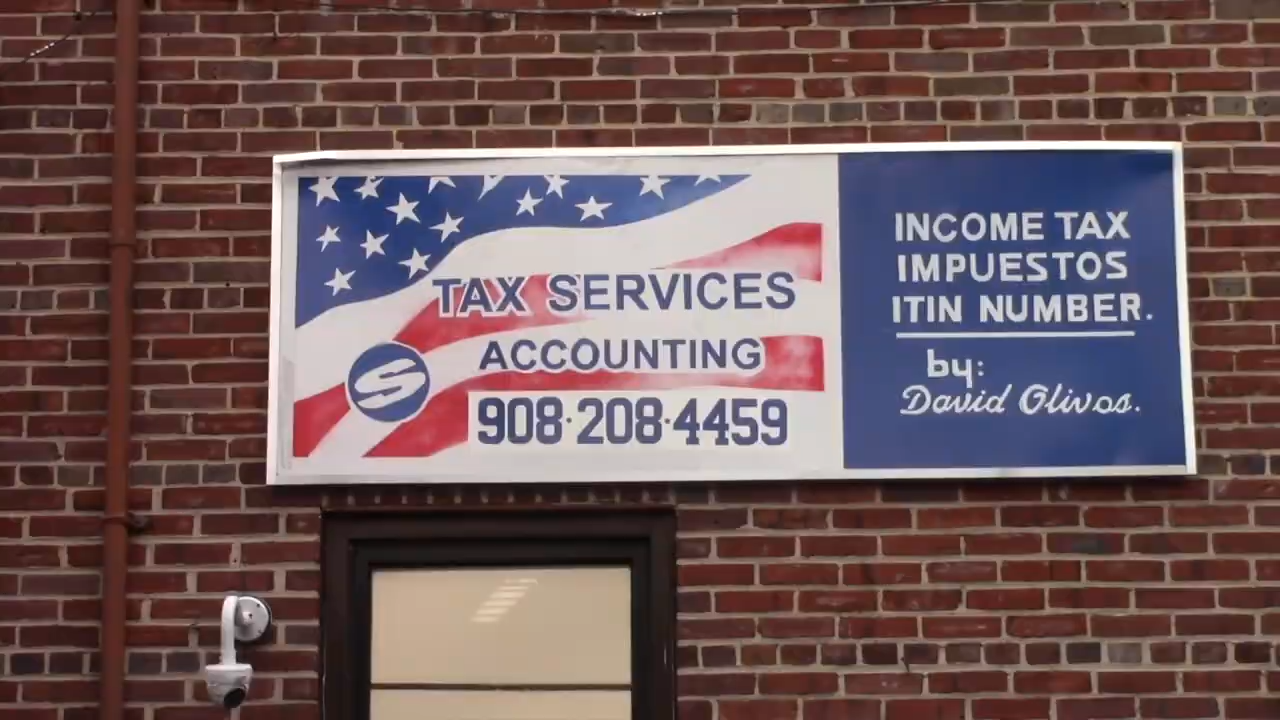 TAX SERVICES
ACCOUNTING
908·208·4459
S
INCOME TAX
IMPUESTOS
ITIN NUMBER.
by:
David Olivos.